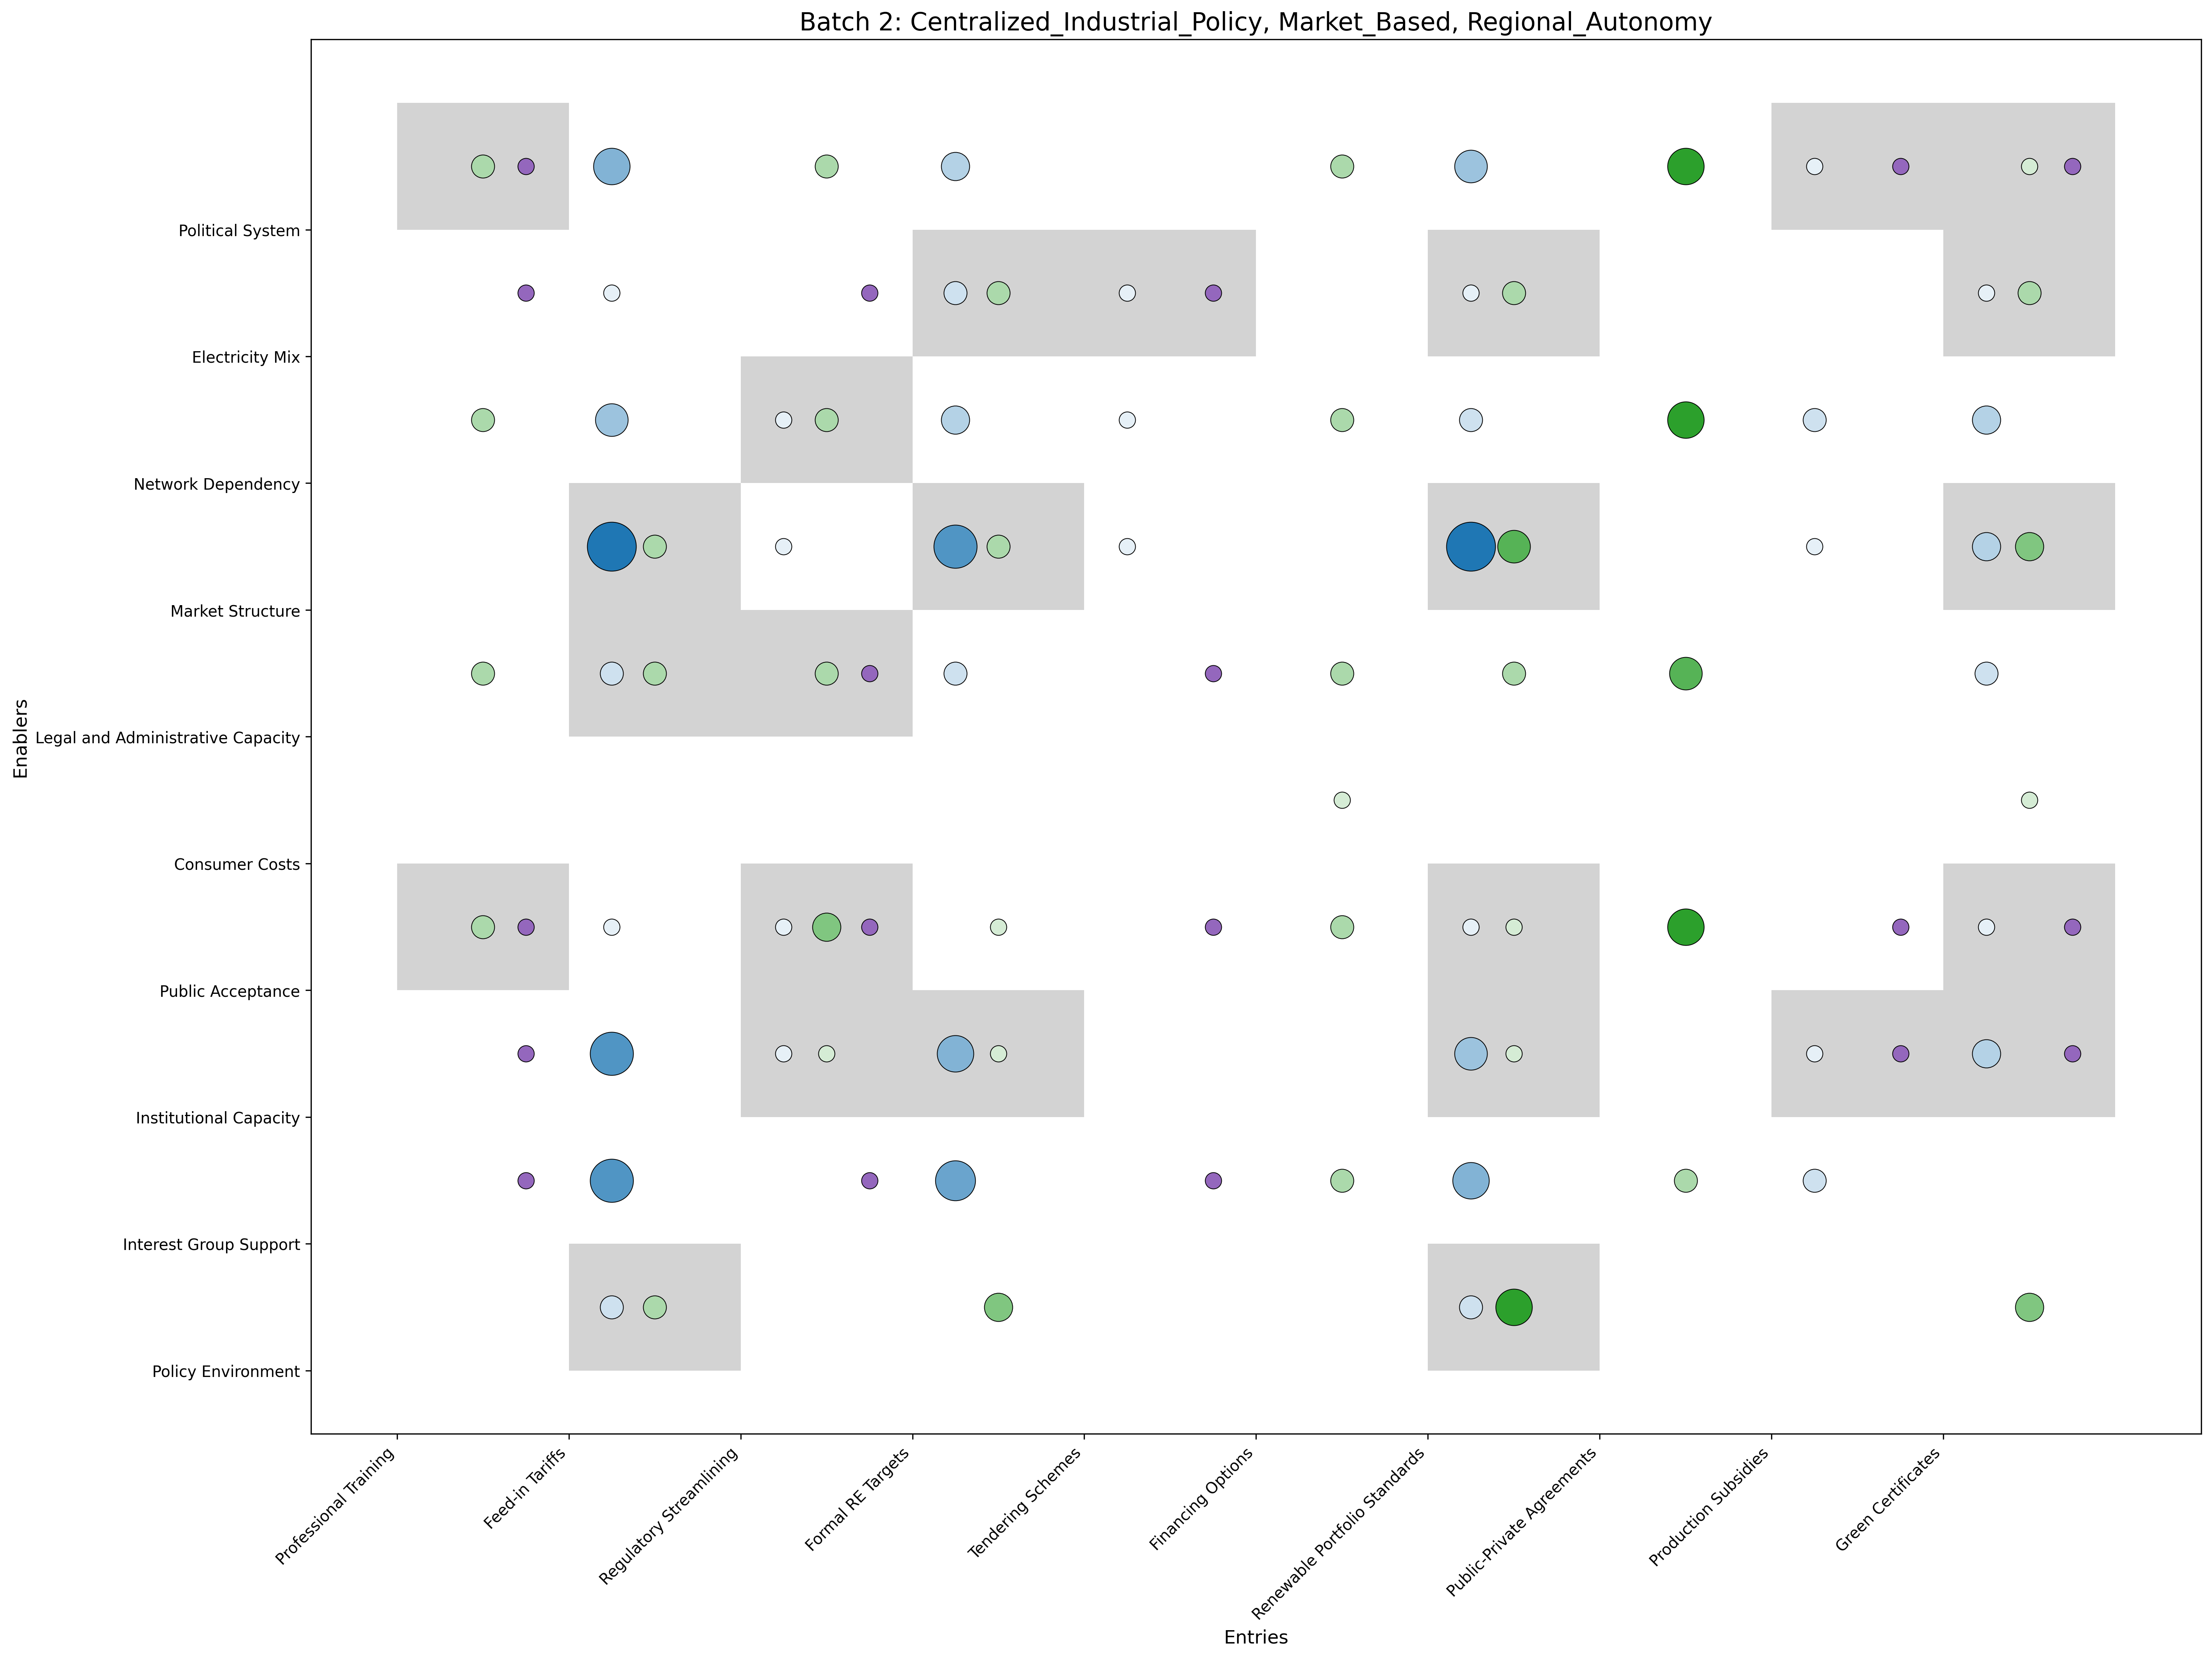 Batch 2: Centralized_Industrial_Policy, Market_Based, Regional_Autonomy
Enablers
Political System
Electricity Mix
Network Dependency
Market Structure
Legal and Administrative Capacity
Consumer Costs
Public Acceptance
Institutional Capacity
Interest Group Support
Policy Environment
Professional Training
Feed-in Tariffs
Regulatory Streamlining
Formal RE Targets
Tendering Schemes
Financing Options
Renewable Portfolio Standards
Public-Private Agreements
Production Subsidies
Green Certificates
Entries